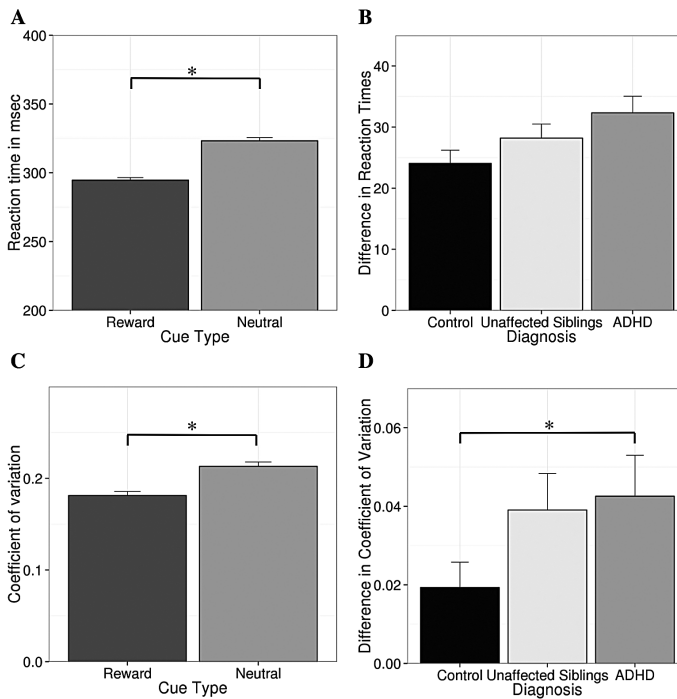 A
Reaction time in msec
400
350
300
250
200
*
Reward Neutral
Cue Type
B
Difference in Reaction Times
40
30
20
10
0
Control Unaffected Siblings ADHD
Diagnosis
C
Coefficient of variation
0.2
0.1
0.0
*
Reward Neutral
Cue Type
D
Difference in Coefficient of Variation
0.06
0.04
0.02
0.00
*
Control Unaffected Siblings ADHD
Diagnosis